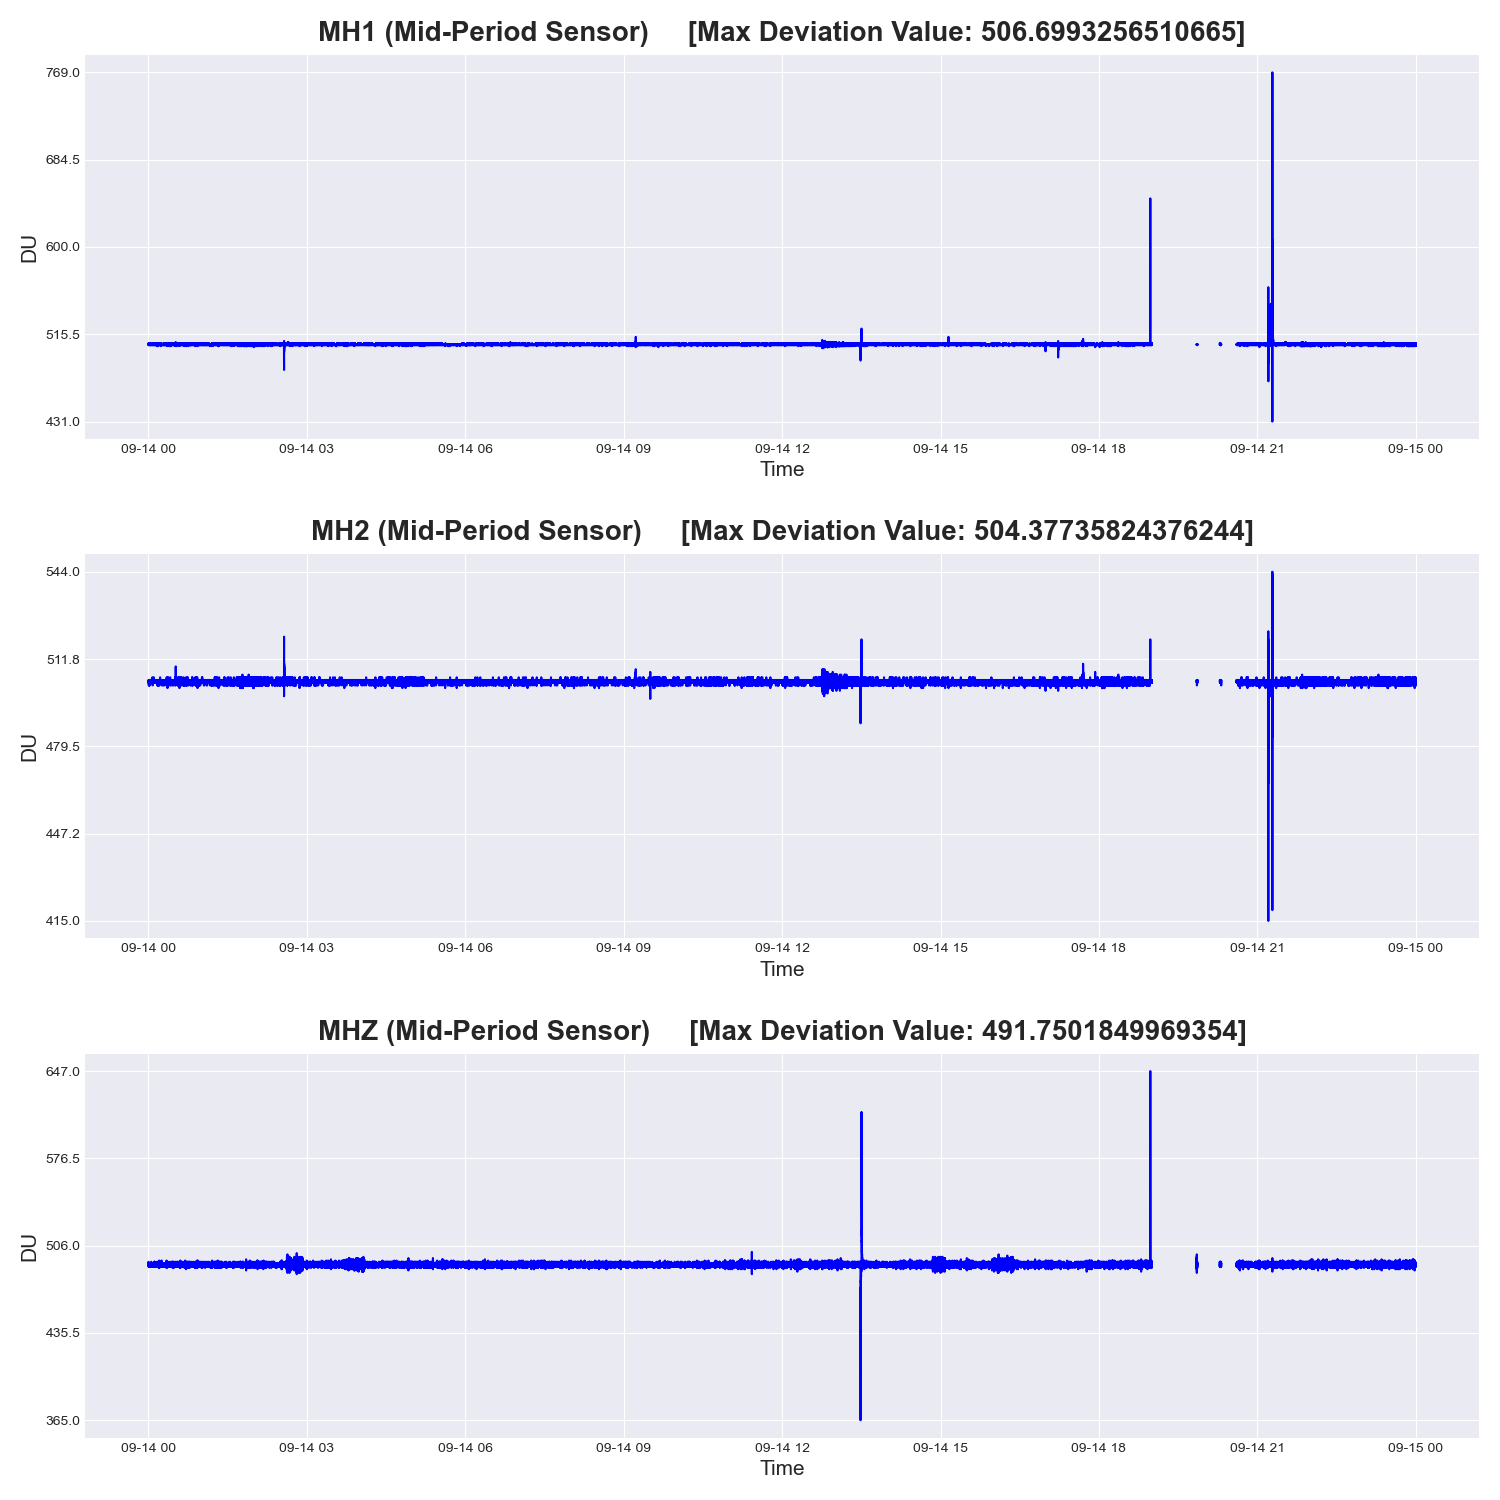 MH1 (Mid-Period Sensor) [Max Deviation Value: 506.6993256510665]
769.0
684.5
600.0
515.5
431.0
DU
09-14 00 09-14 03 09-14 06 09-14 09 09-14 12 09-14 15 09-14 18 09-14 21 09-15 00
Time
MH2 (Mid-Period Sensor) [Max Deviation Value: 504.37735824376244]
544.0
511.8
479.5
447.2
415.0
DU
09-14 00 09-14 03 09-14 06 09-14 09 09-14 12 09-14 15 09-14 18 09-14 21 09-15 00
Time
MHZ (Mid-Period Sensor) [Max Deviation Value: 491.7501849969354]
647.0
576.5
506.0
435.5
365.0
DU
09-14 00 09-14 03 09-14 06 09-14 09 09-14 12 09-14 15 09-14 18 09-14 21 09-15 00
Time